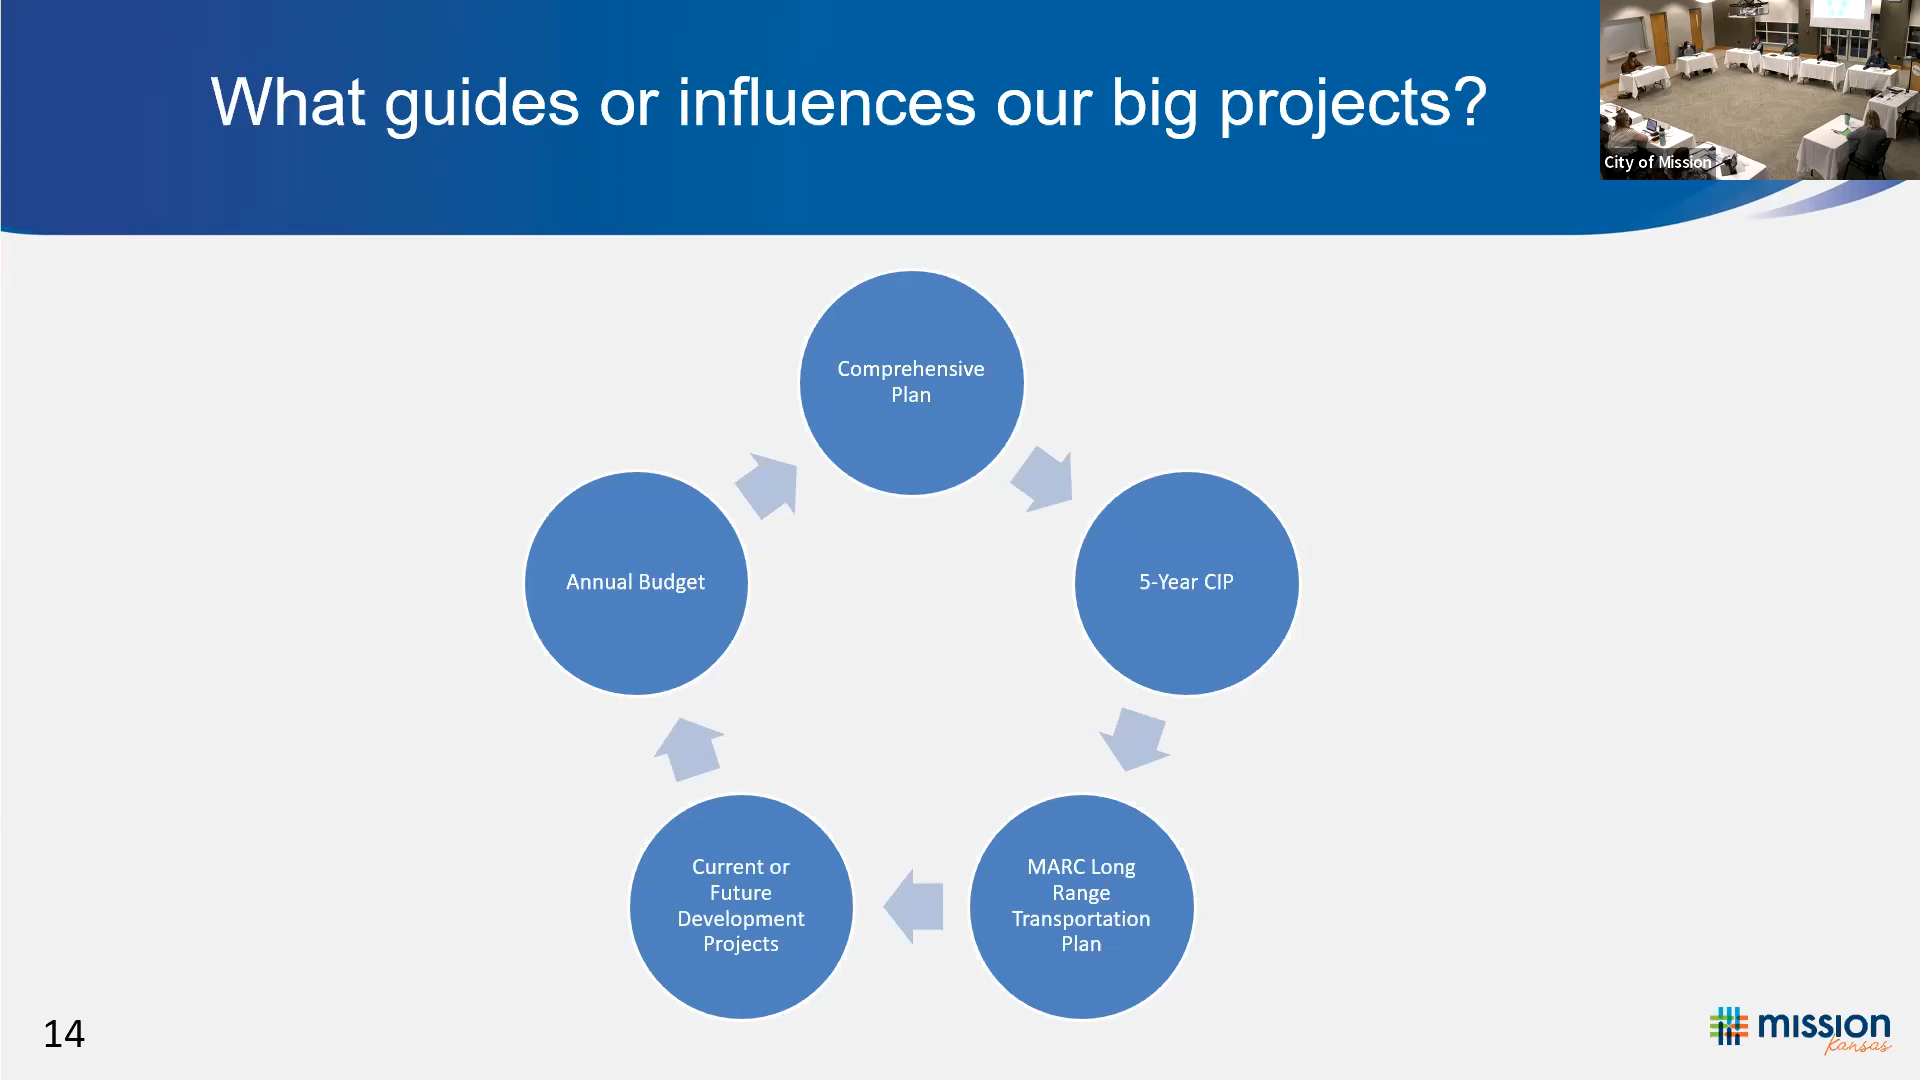 What guides or influences our big projects?
City of Mission
Comprehensive
Plan
Annual Budget
5-Year CIP
Current or
Future
Development
Projects
MARC Long
Range
Transportation
Plan
14
mission
kansas